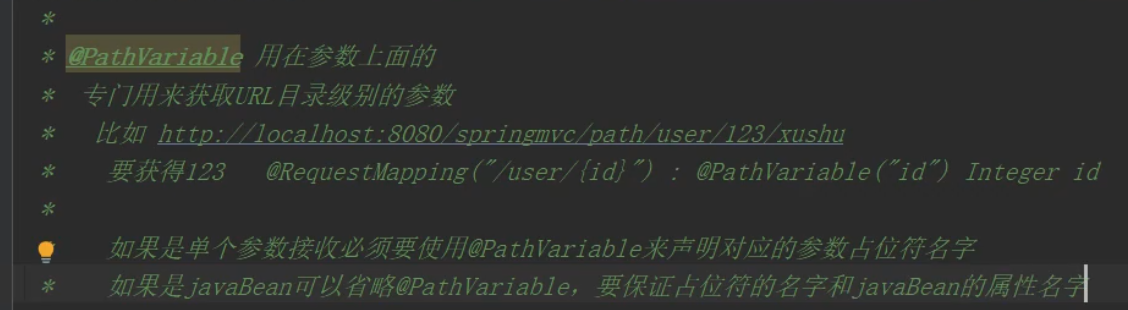 *
* @PathVariable 用在参数上面的
* 专门用来获取URL目录级别的参数
* 比如 http://localhost:8080/springmvc/path/user/123/xushu
* 要获得123 @RequestMapping("/user/{id}") : @PathVariable("id") Integer id
*
如果是单个参数接收必须要使用@PathVariable来声明对应的参数占位符名字
* 如果是javaBean可以省略@PathVariable，要保证占位符的名字和javaBean的属性名字